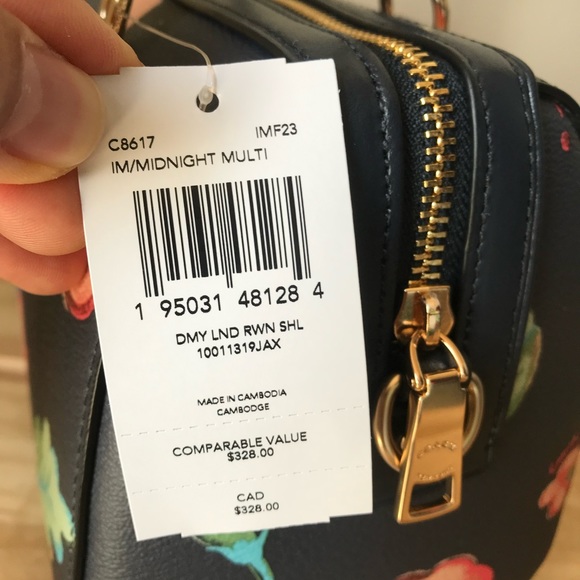 C8617 IMF23
IM/MIDNIGHT MULTI
1 95031 48128 4
DMY LND RWN SHL
10011319JAX
MADE IN CAMBODIA
CAMBODGE
COMPARABLE VALUE
$328.00
CAD
$328.00